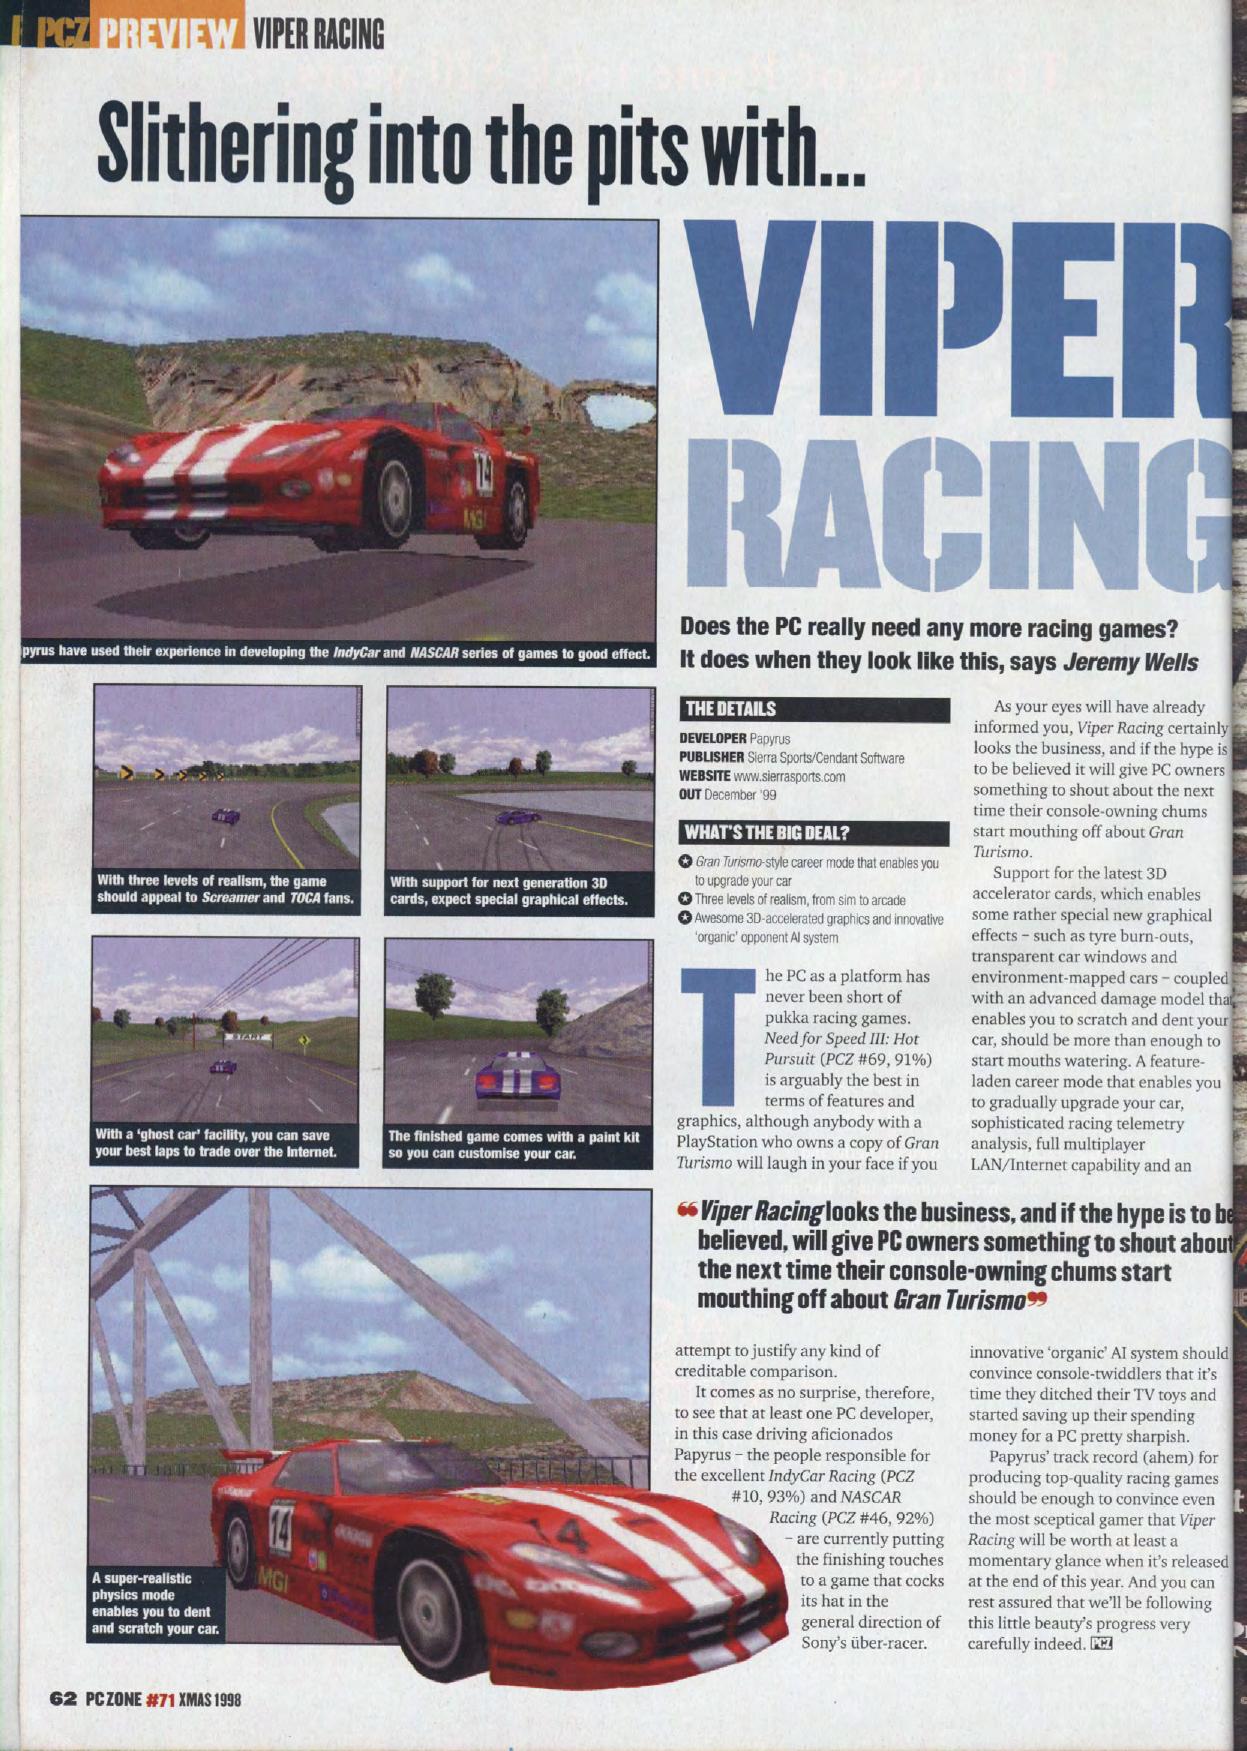 PCZ PREVIEW VIPER RACING
Slithering into the pits with...
VIPER
RACING
pyrus have used their experience in developing the IndyCar and NASCAR series of games to good effect.
Does the PC really need any more racing games?
It does when they look like this, says Jeremy Wells
With three levels of realism, the game
should appeal to Screamer and TOCA fans.
With support for next generation 3D
cards, expect special graphical effects.
START
With a 'ghost car' facility, you can save
your best laps to trade over the Internet.
The finished game comes with a paint kit
so you can customise your car.
14
MGI
A super-realistic
physics mode
enables you to dent
and scratch your car.
14
MGI
THE DETAILS
DEVELOPER Papyrus
PUBLISHER Sierra Sports/Cendant Software
WEBSITE www.sierrasports.com
OUT December '99
WHAT'S THE BIG DEAL?
Gran Turismo-style career mode that enables you
to upgrade your car
Three levels of realism, from sim to arcade
Awesome 3D-accelerated graphics and innovative
'organic' opponent AI system
The PC as a platform has
never been short of
pukka racing games.
Need for Speed III: Hot
Pursuit (PCZ #69, 91%)
is arguably the best in
terms of features and
graphics, although anybody with a
PlayStation who owns a copy of Gran
Turismo will laugh in your face if you
attempt to justify any kind of
creditable comparison.
It comes as no surprise, therefore,
to see that at least one PC developer,
in this case driving aficionados
Papyrus – the people responsible for
the excellent IndyCar Racing (PCZ
#10, 93%) and NASCAR
Racing (PCZ #46, 92%)
– are currently putting
the finishing touches
to a game that cocks
its hat in the
general direction of
Sony's über-racer.
As your eyes will have already
informed you, Viper Racing certainly
looks the business, and if the hype is
to be believed it will give PC owners
something to shout about the next
time their console-owning chums
start mouthing off about Gran
Turismo.
Support for the latest 3D
accelerator cards, which enables
some rather special new graphical
effects – such as tyre burn-outs,
transparent car windows and
environment-mapped cars – coupled
with an advanced damage model tha
enables you to scratch and dent your
car, should be more than enough to
start mouths watering. A feature-
laden career mode that enables you
to gradually upgrade your car,
sophisticated racing telemetry
analysis, full multiplayer
LAN/Internet capability and an
innovative 'organic' AI system should
convince console-twiddlers that it's
time they ditched their TV toys and
started saving up their spending
money for a PC pretty sharpish.
Papyrus' track record (ahem) for
producing top-quality racing games
should be enough to convince even
the most sceptical gamer that Viper
Racing will be worth at least a
momentary glance when it's released
at the end of this year. And you can
rest assured that we'll be following
this little beauty's progress very
carefully indeed. PCZ
“Viper Racing looks the business, and if the hype is to be
believed, will give PC owners something to shout about
the next time their console-owning chums start
mouthing off about Gran Turismo”
62 PC ZONE #71 XMAS 1998